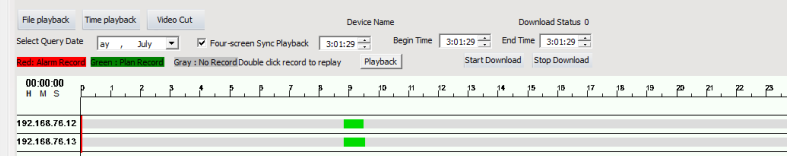 File playback Time playback Video Cut Device Name Download Status 0
Select Query Date ay , July Four-screen Sync Playback 3:01:29 Begin Time 3:01:29 End Time 3:01:29
Red: Alarm Record Green : Plan Record Gray : No Record Double click record to replay Playback Start Download Stop Download
00:00:00
H M S 0 1 2 3 4 5 6 7 8 9 10 11 12 13 14 15 16 17 18 19 20 21 22 23
192.168.76.12
192.168.76.13